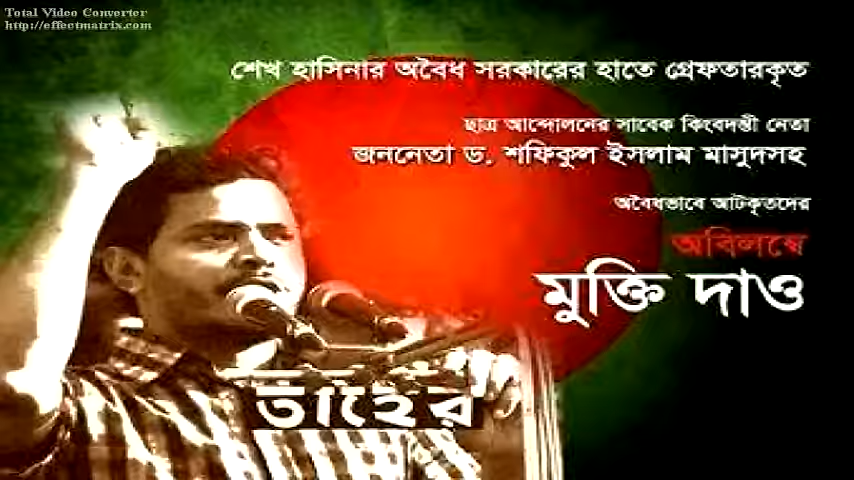 Total Video Converter
http://effectmatrix.com
শেখ হাসিনার অবৈধ সরকারের হাতে গ্রেফতারকৃত
ছাত্র আন্দোলনের সাবেক কিংবদন্তী নেতা
জননেতা ড. শফিকুল ইসলাম মাসুদসহ
অবৈধভাবে আটককৃতদের
অবিলম্বে
মুক্তি দাও
তাহের